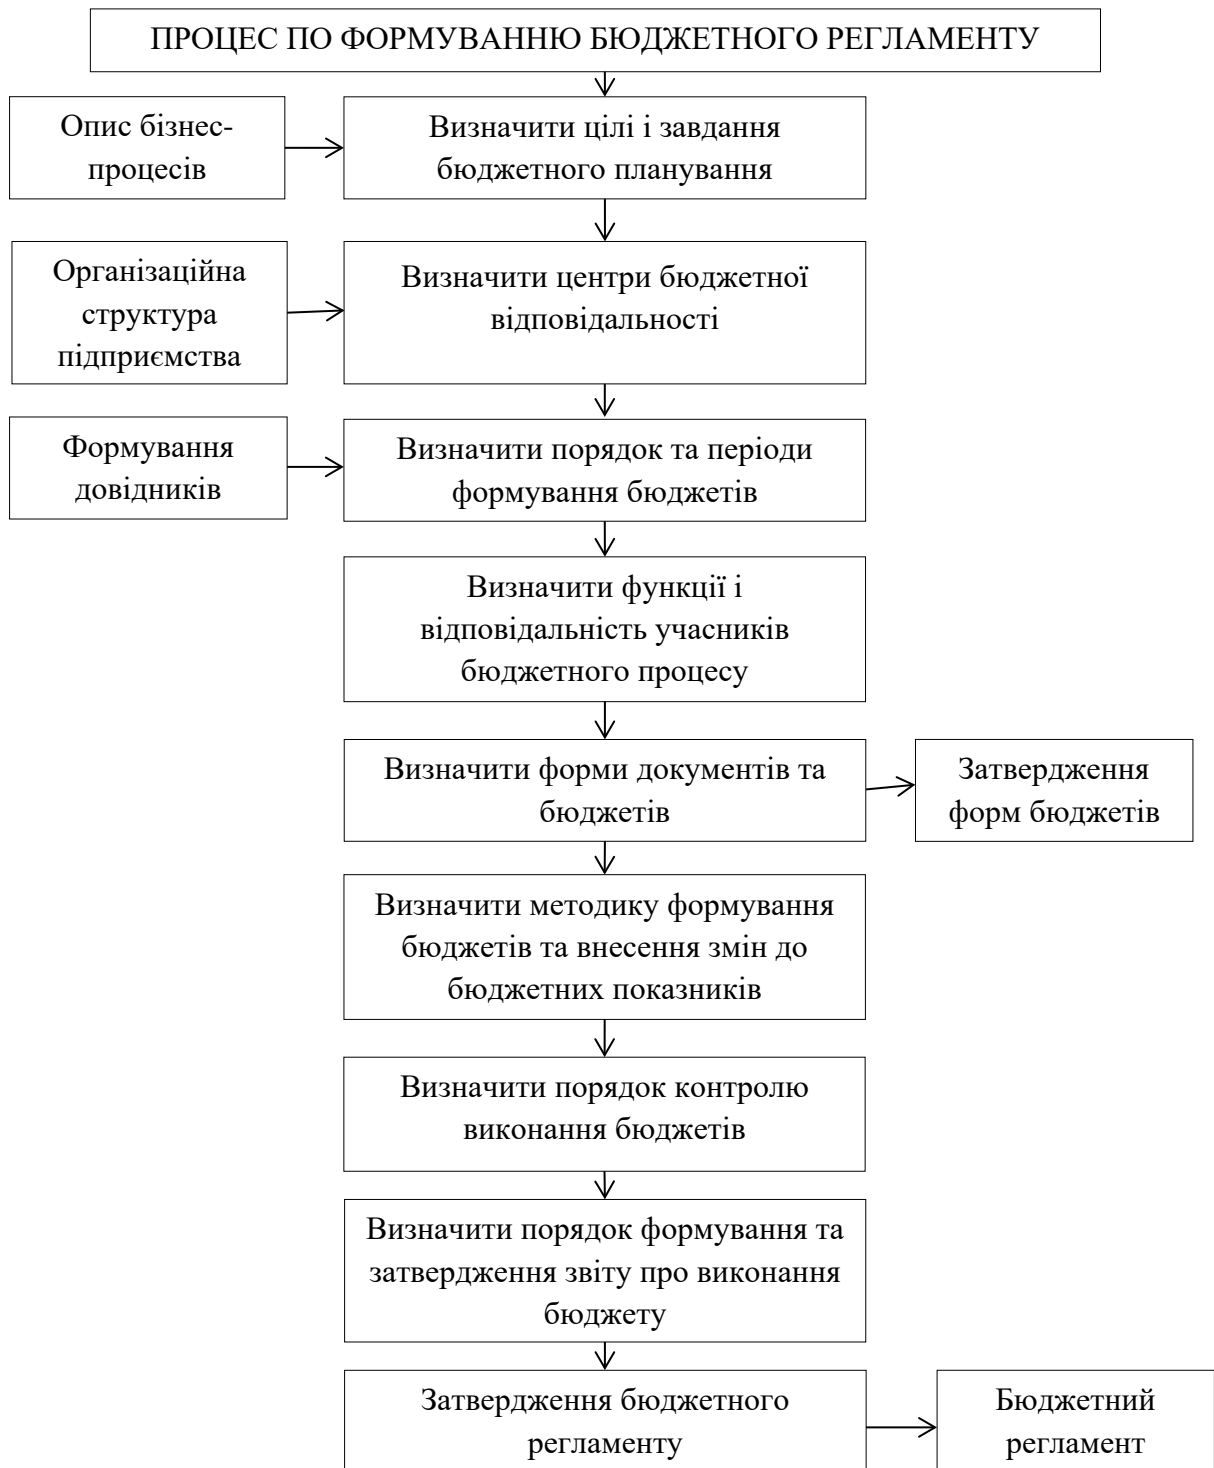 ПРОЦЕС ПО ФОРМУВАННЮ БЮДЖЕТНОГО РЕГЛАМЕНТУ
Опис бізнес-
процесів
Визначити цілі і завдання
бюджетного планування
Організаційна
структура
підприємства
Визначити центри бюджетної
відповідальності
Формування
довідників
Визначити порядок та періоди
формування бюджетів
Визначити функції і
відповідальність учасників
бюджетного процесу
Визначити форми документів та
бюджетів
Затвердження
форм бюджетів
Визначити методику формування
бюджетів та внесення змін до
бюджетних показників
Визначити порядок контролю
виконання бюджетів
Визначити порядок формування та
затвердження звіту про виконання
бюджету
Затвердження бюджетного
регламенту
Бюджетний
регламент